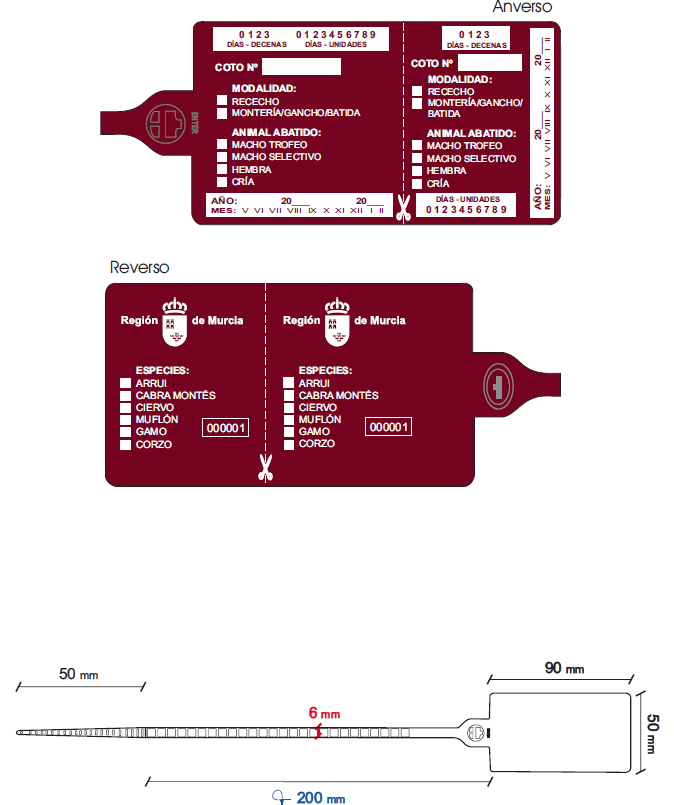 Anverso
0 1 2 3 0 1 2 3 4 5 6 7 8 9
DÍAS - DECENAS DÍAS - UNIDADES
COTO Nº
MODALIDAD:
RECECHO
MONTERÍA/GANCHO/BATIDA
ANIMAL ABATIDO:
MACHO TROFEO
MACHO SELECTIVO
HEMBRA
CRÍA
AÑO: 20___ 20___
MES: V VI VII VIII IX X XI XII I II
ENTER
0 1 2 3
DÍAS - DECENAS
COTO Nº
MODALIDAD:
RECECHO
MONTERÍA/GANCHO/
BATIDA
ANIMAL ABATIDO:
MACHO TROFEO
MACHO SELECTIVO
HEMBRA
CRÍA
DÍAS - UNIDADES
0 1 2 3 4 5 6 7 8 9
AÑO: 20___ 20___
MES: V VI VII VIII IX X XI XII I II
Reverso
Región de Murcia
ESPECIES:
ARRUI
CABRA MONTÉS
CIERVO
MUFLÓN
GAMO
CORZO
000001
Región de Murcia
ESPECIES:
ARRUI
CABRA MONTÉS
CIERVO
MUFLÓN
GAMO
CORZO
000001
50 mm
90 mm
6 mm
50 mm
200 mm